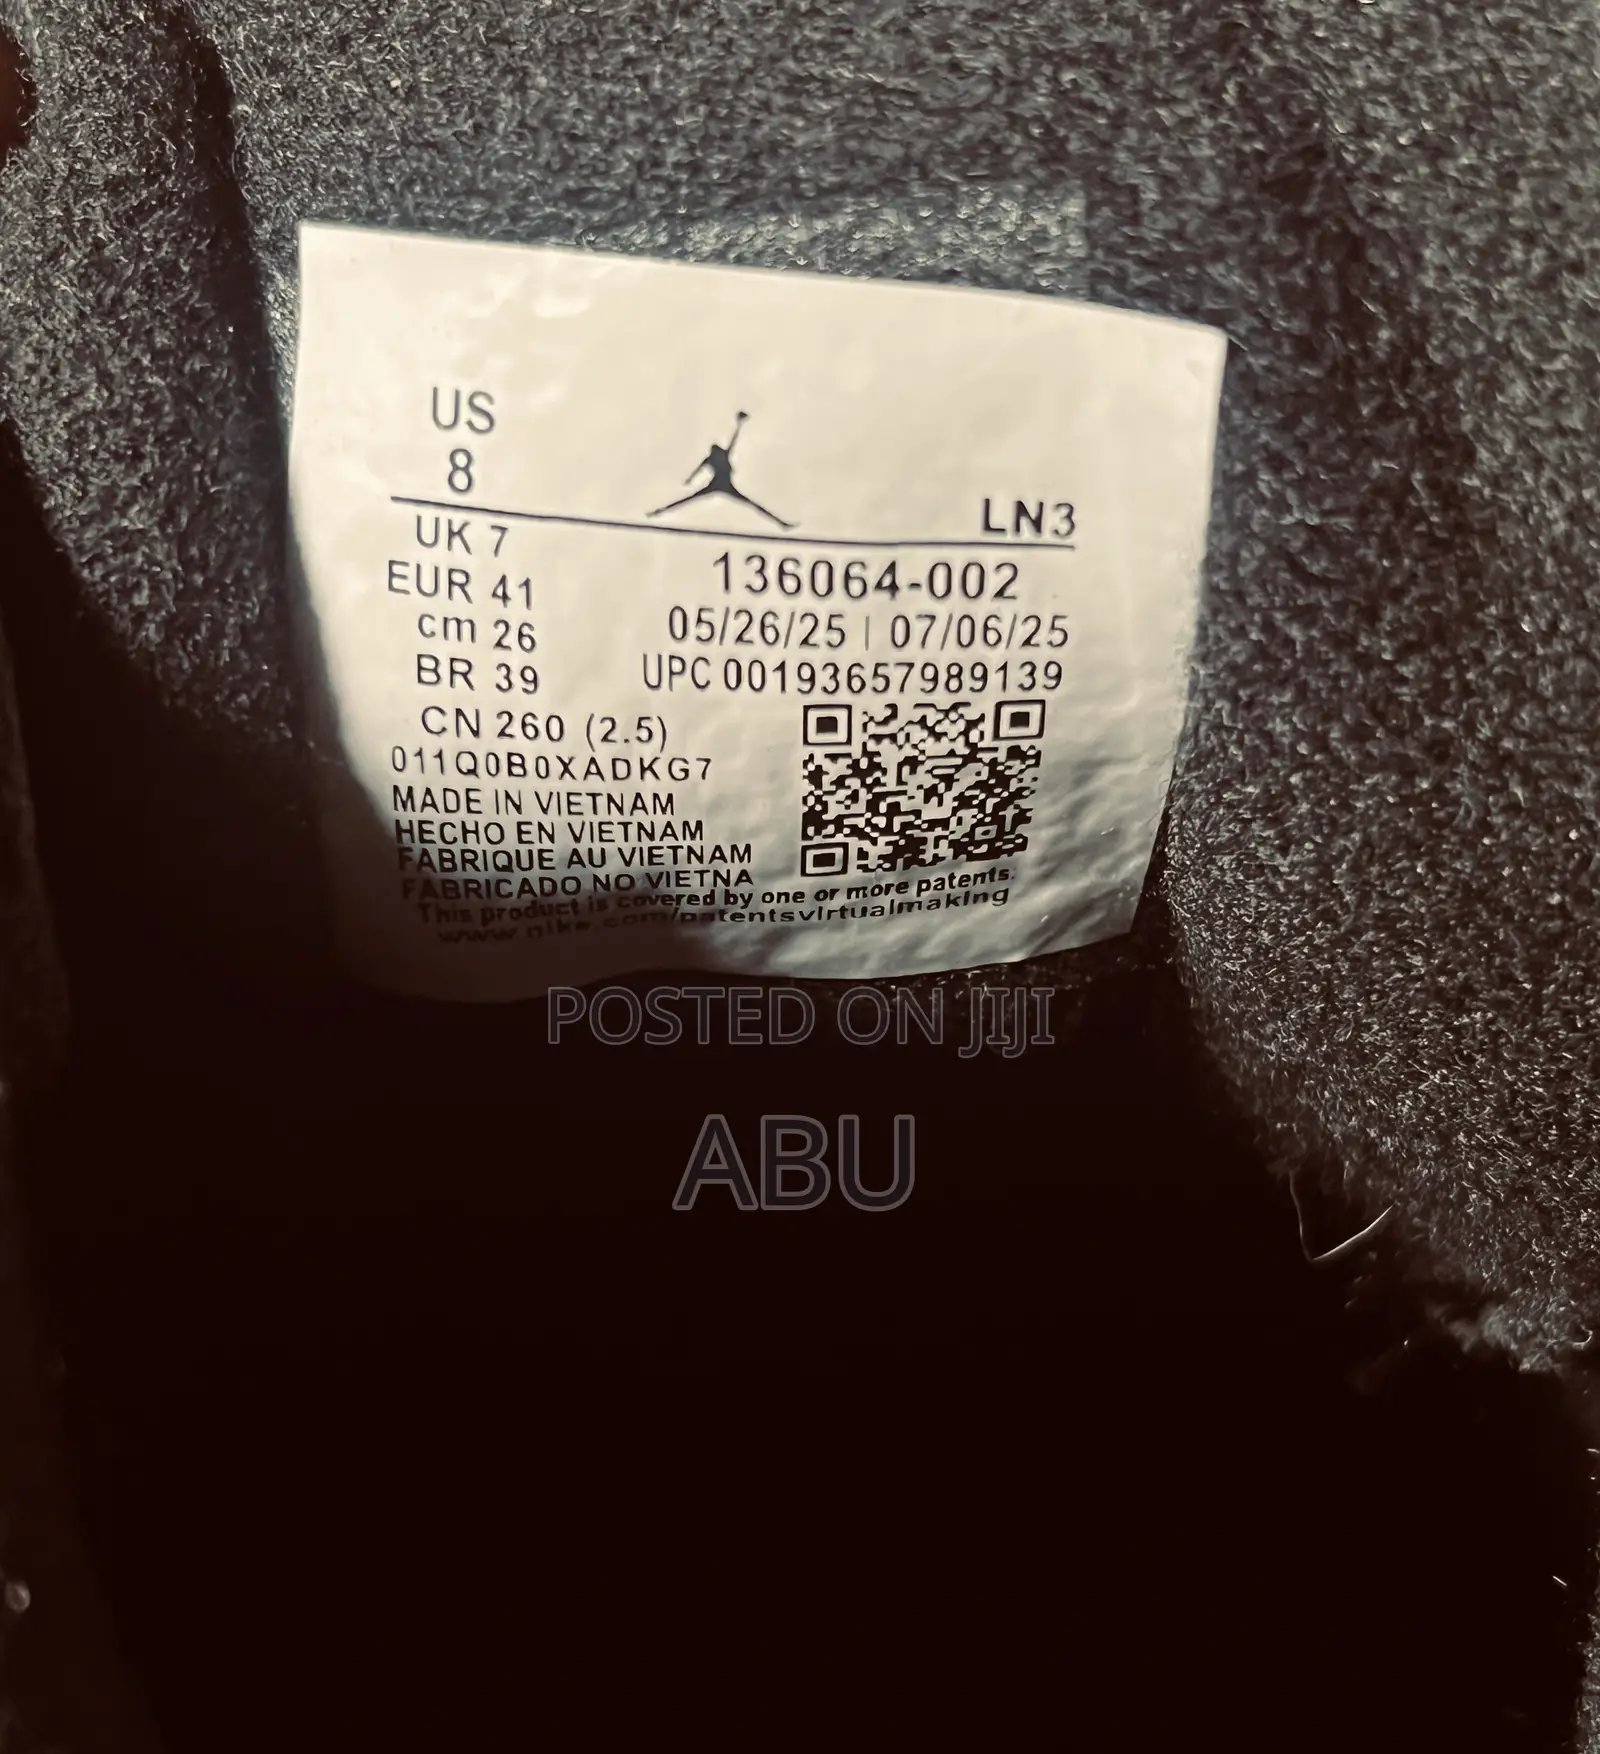 US
8
LN3
UK 7
136064-002
EUR 41
05/26/25 | 07/06/25
cm 26
UPC 00193657989139
BR 39
CN 260 (2.5)
011Q0B0XADKG7
MADE IN VIETNAM
HECHO EN VIETNAM
FABRIQUE AU VIETNAM
FABRICADO NO VIETNA
This product is covered by one or more patents.
www.nike.com/patentsvirtualmaking
POSTED ON JIJI
ABU